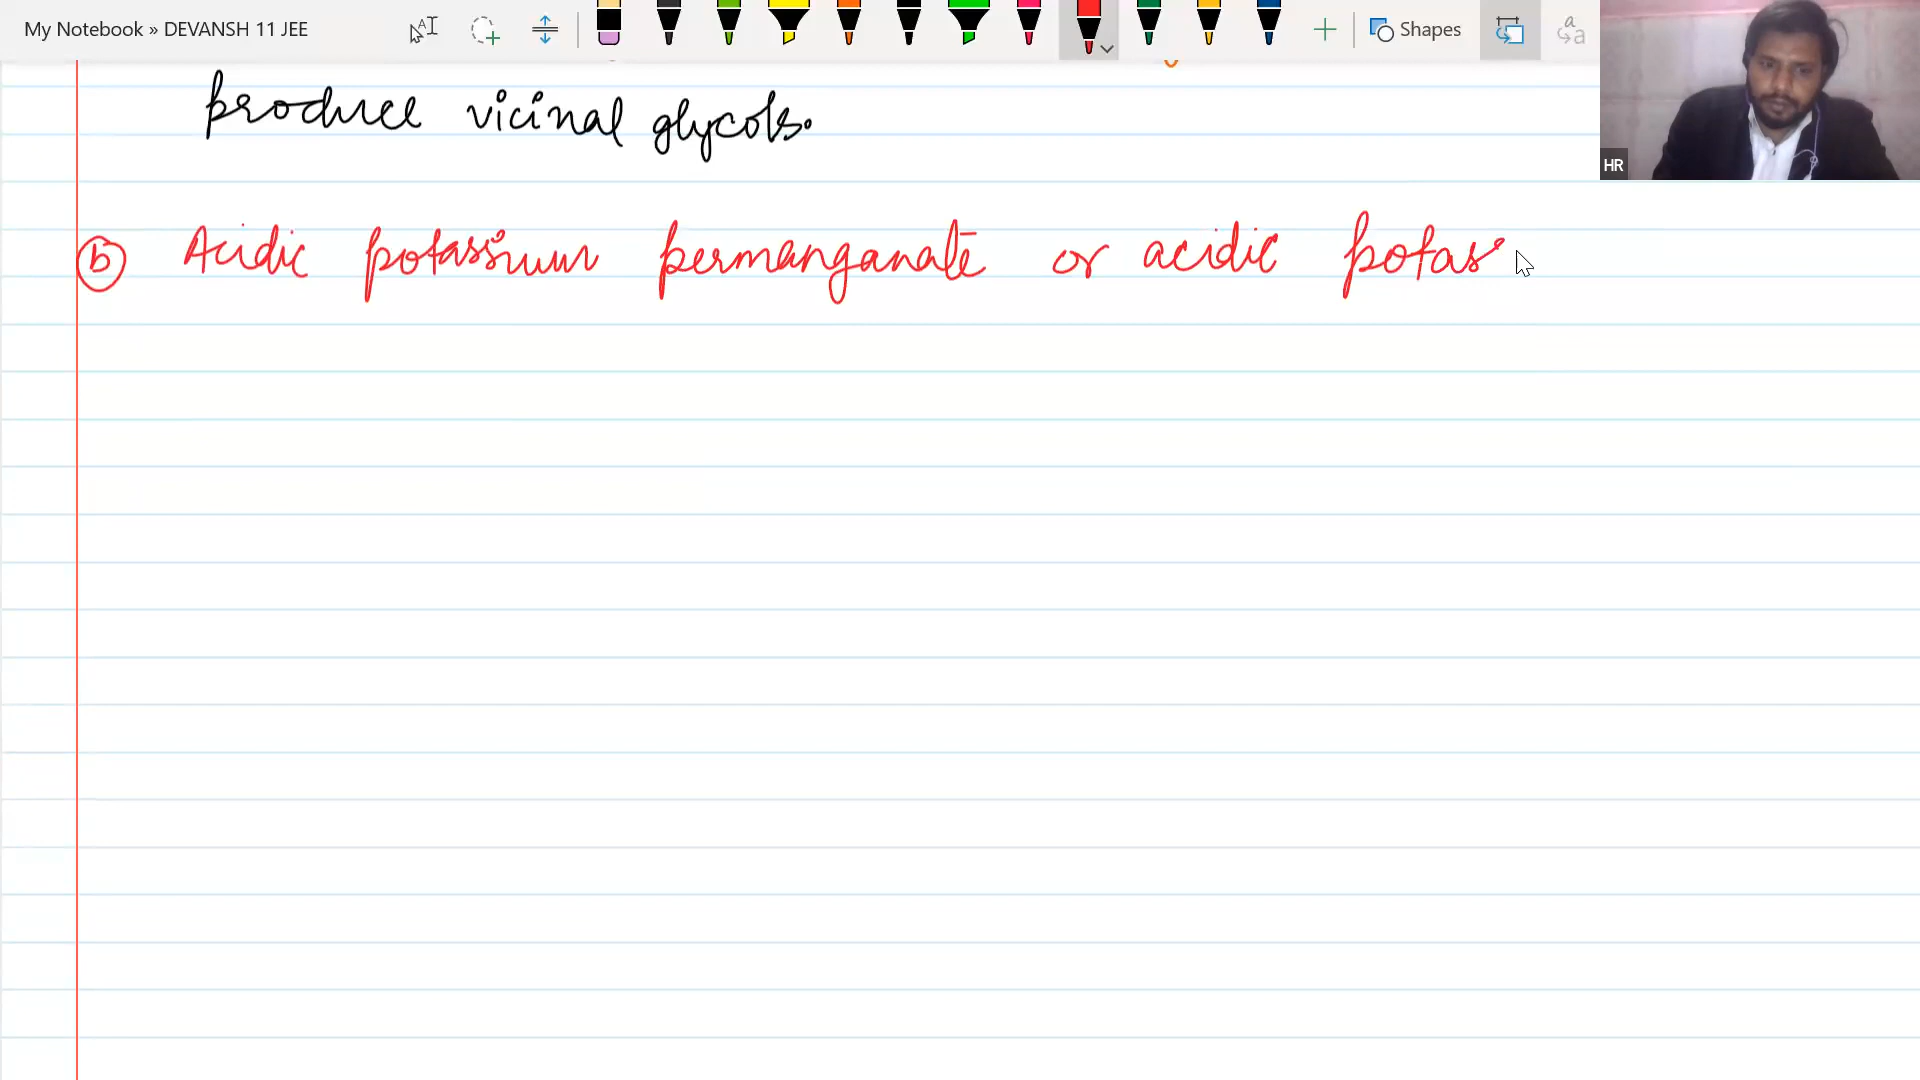 My Notebook » DEVANSH 11 JEE
Shapes
HR
produce vicinal glycols.
(b) Acidic potassium permanganate or acidic potas